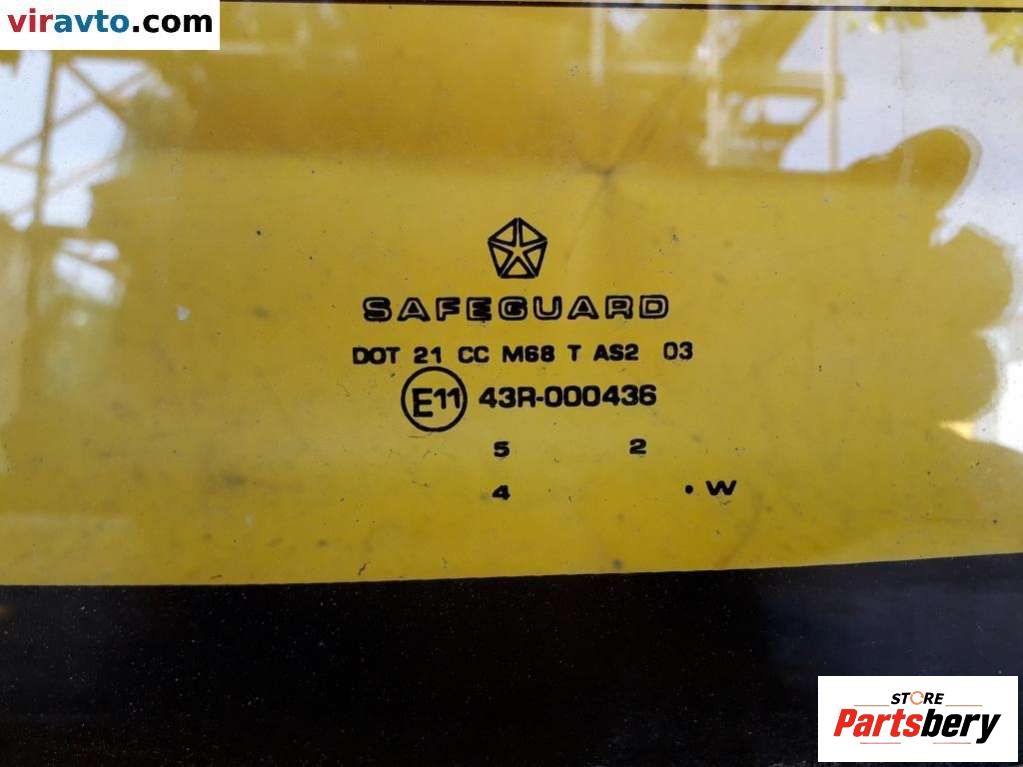 viravto.com
SAFEGUARD
DOT 21 CC M68 T AS2 03
E11 43R-000436
5 2
4 . W
STORE
Partsbery